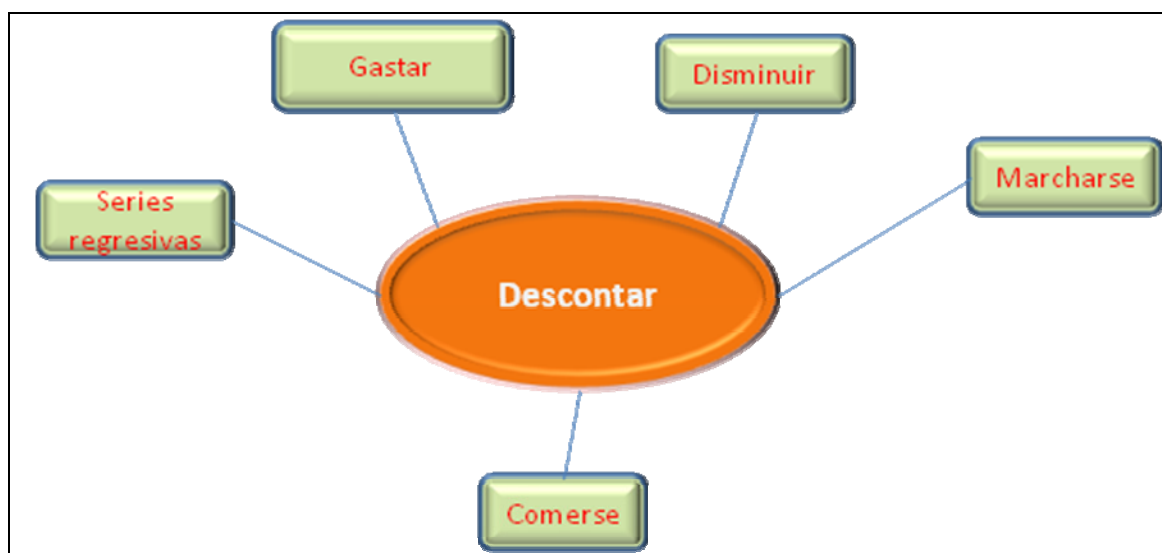 Gastar
Disminuir
Marcharse
Series
regresivas
Descontar
Comerse